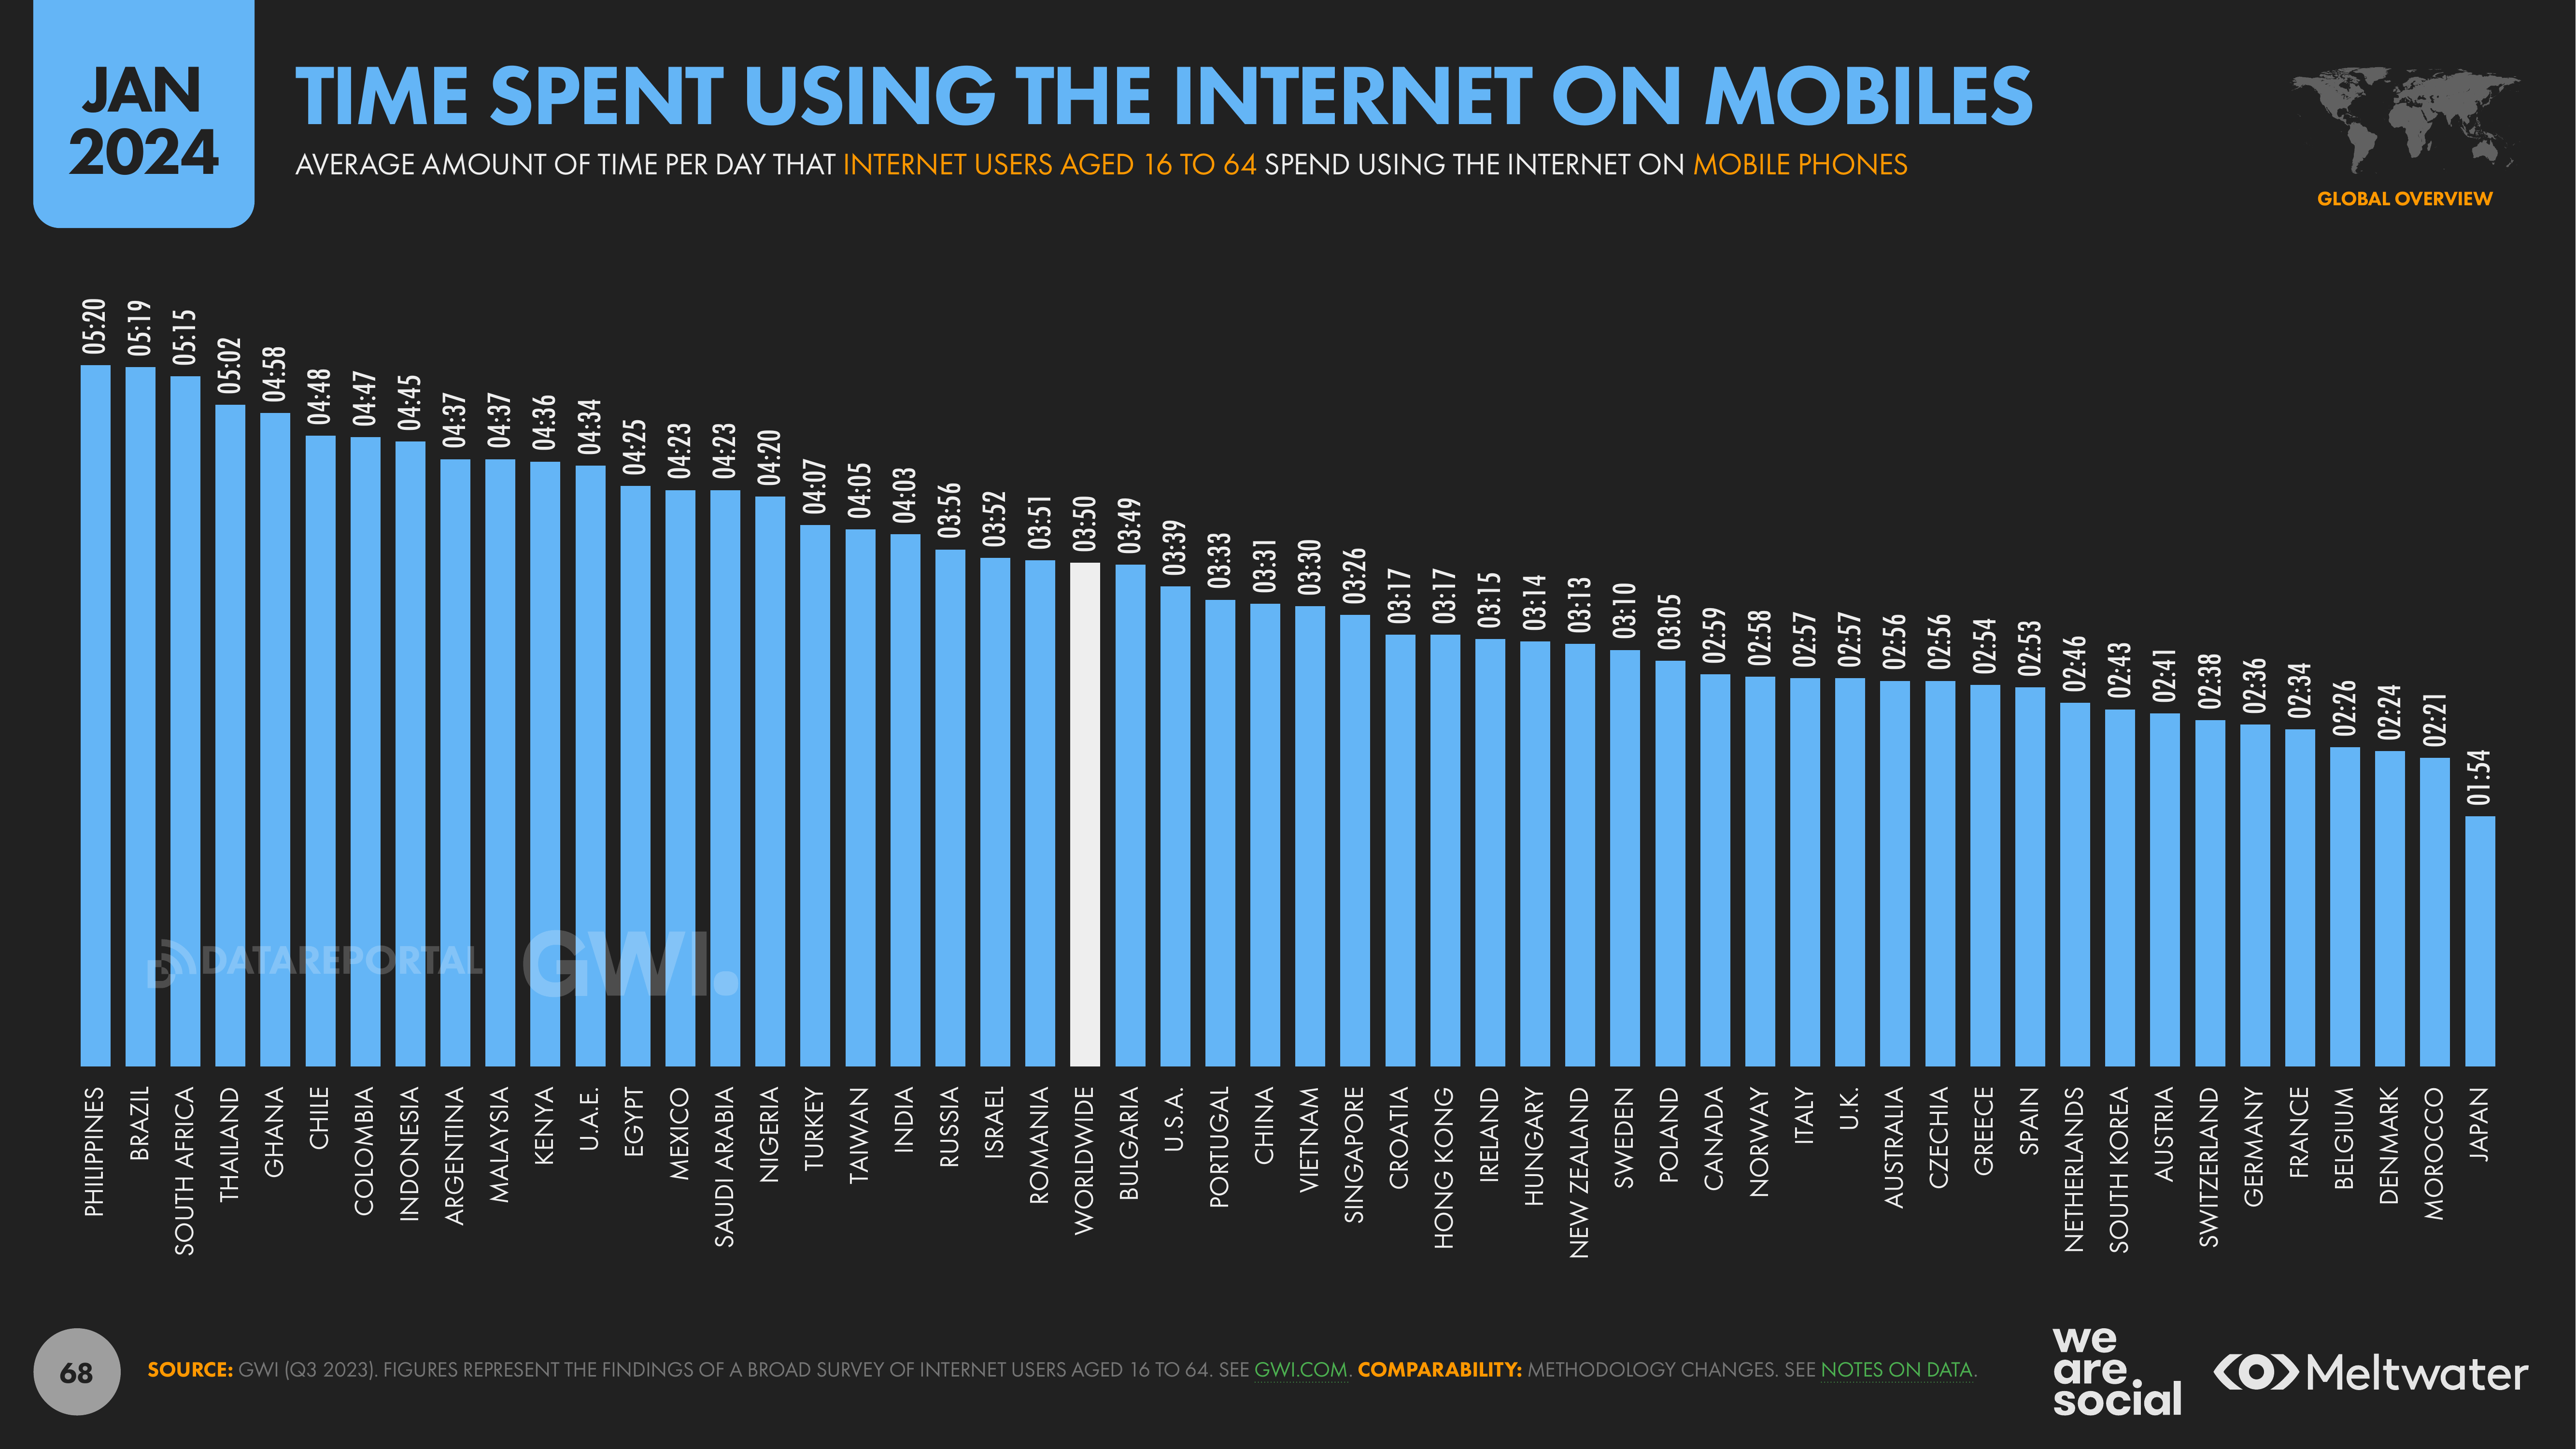 JAN
2024
TIME SPENT USING THE INTERNET ON MOBILES
AVERAGE AMOUNT OF TIME PER DAY THAT INTERNET USERS AGED 16 TO 64 SPEND USING THE INTERNET ON MOBILE PHONES
GLOBAL OVERVIEW
05:20
05:19
05:15
05:02
04:58
04:48
04:47
04:45
04:37
04:37
04:36
04:34
04:25
04:23
04:23
04:20
04:07
04:05
04:03
03:56
03:52
03:51
03:50
03:49
03:39
03:33
03:31
03:30
03:26
03:17
03:17
03:15
03:14
03:13
03:10
03:05
02:59
02:58
02:57
02:57
02:56
02:56
02:54
02:53
02:46
02:43
02:41
02:38
02:36
02:34
02:26
02:24
02:21
01:54
DATAREPORTAL
GWI.
PHILIPPINES
BRAZIL
SOUTH AFRICA
THAILAND
GHANA
CHILE
COLOMBIA
INDONESIA
ARGENTINA
MALAYSIA
KENYA
U.A.E.
EGYPT
MEXICO
SAUDI ARABIA
NIGERIA
TURKEY
TAIWAN
INDIA
RUSSIA
ISRAEL
ROMANIA
WORLDWIDE
BULGARIA
U.S.A.
PORTUGAL
CHINA
VIETNAM
SINGAPORE
CROATIA
HONG KONG
IRELAND
HUNGARY
NEW ZEALAND
SWEDEN
POLAND
CANADA
NORWAY
ITALY
U.K.
AUSTRALIA
CZECHIA
GREECE
SPAIN
NETHERLANDS
SOUTH KOREA
AUSTRIA
SWITZERLAND
GERMANY
FRANCE
BELGIUM
DENMARK
MOROCCO
JAPAN
68
SOURCE: GWI (Q3 2023). FIGURES REPRESENT THE FINDINGS OF A BROAD SURVEY OF INTERNET USERS AGED 16 TO 64. SEE GWI.COM. COMPARABILITY: METHODOLOGY CHANGES. SEE NOTES ON DATA.
we
are
social
Meltwater